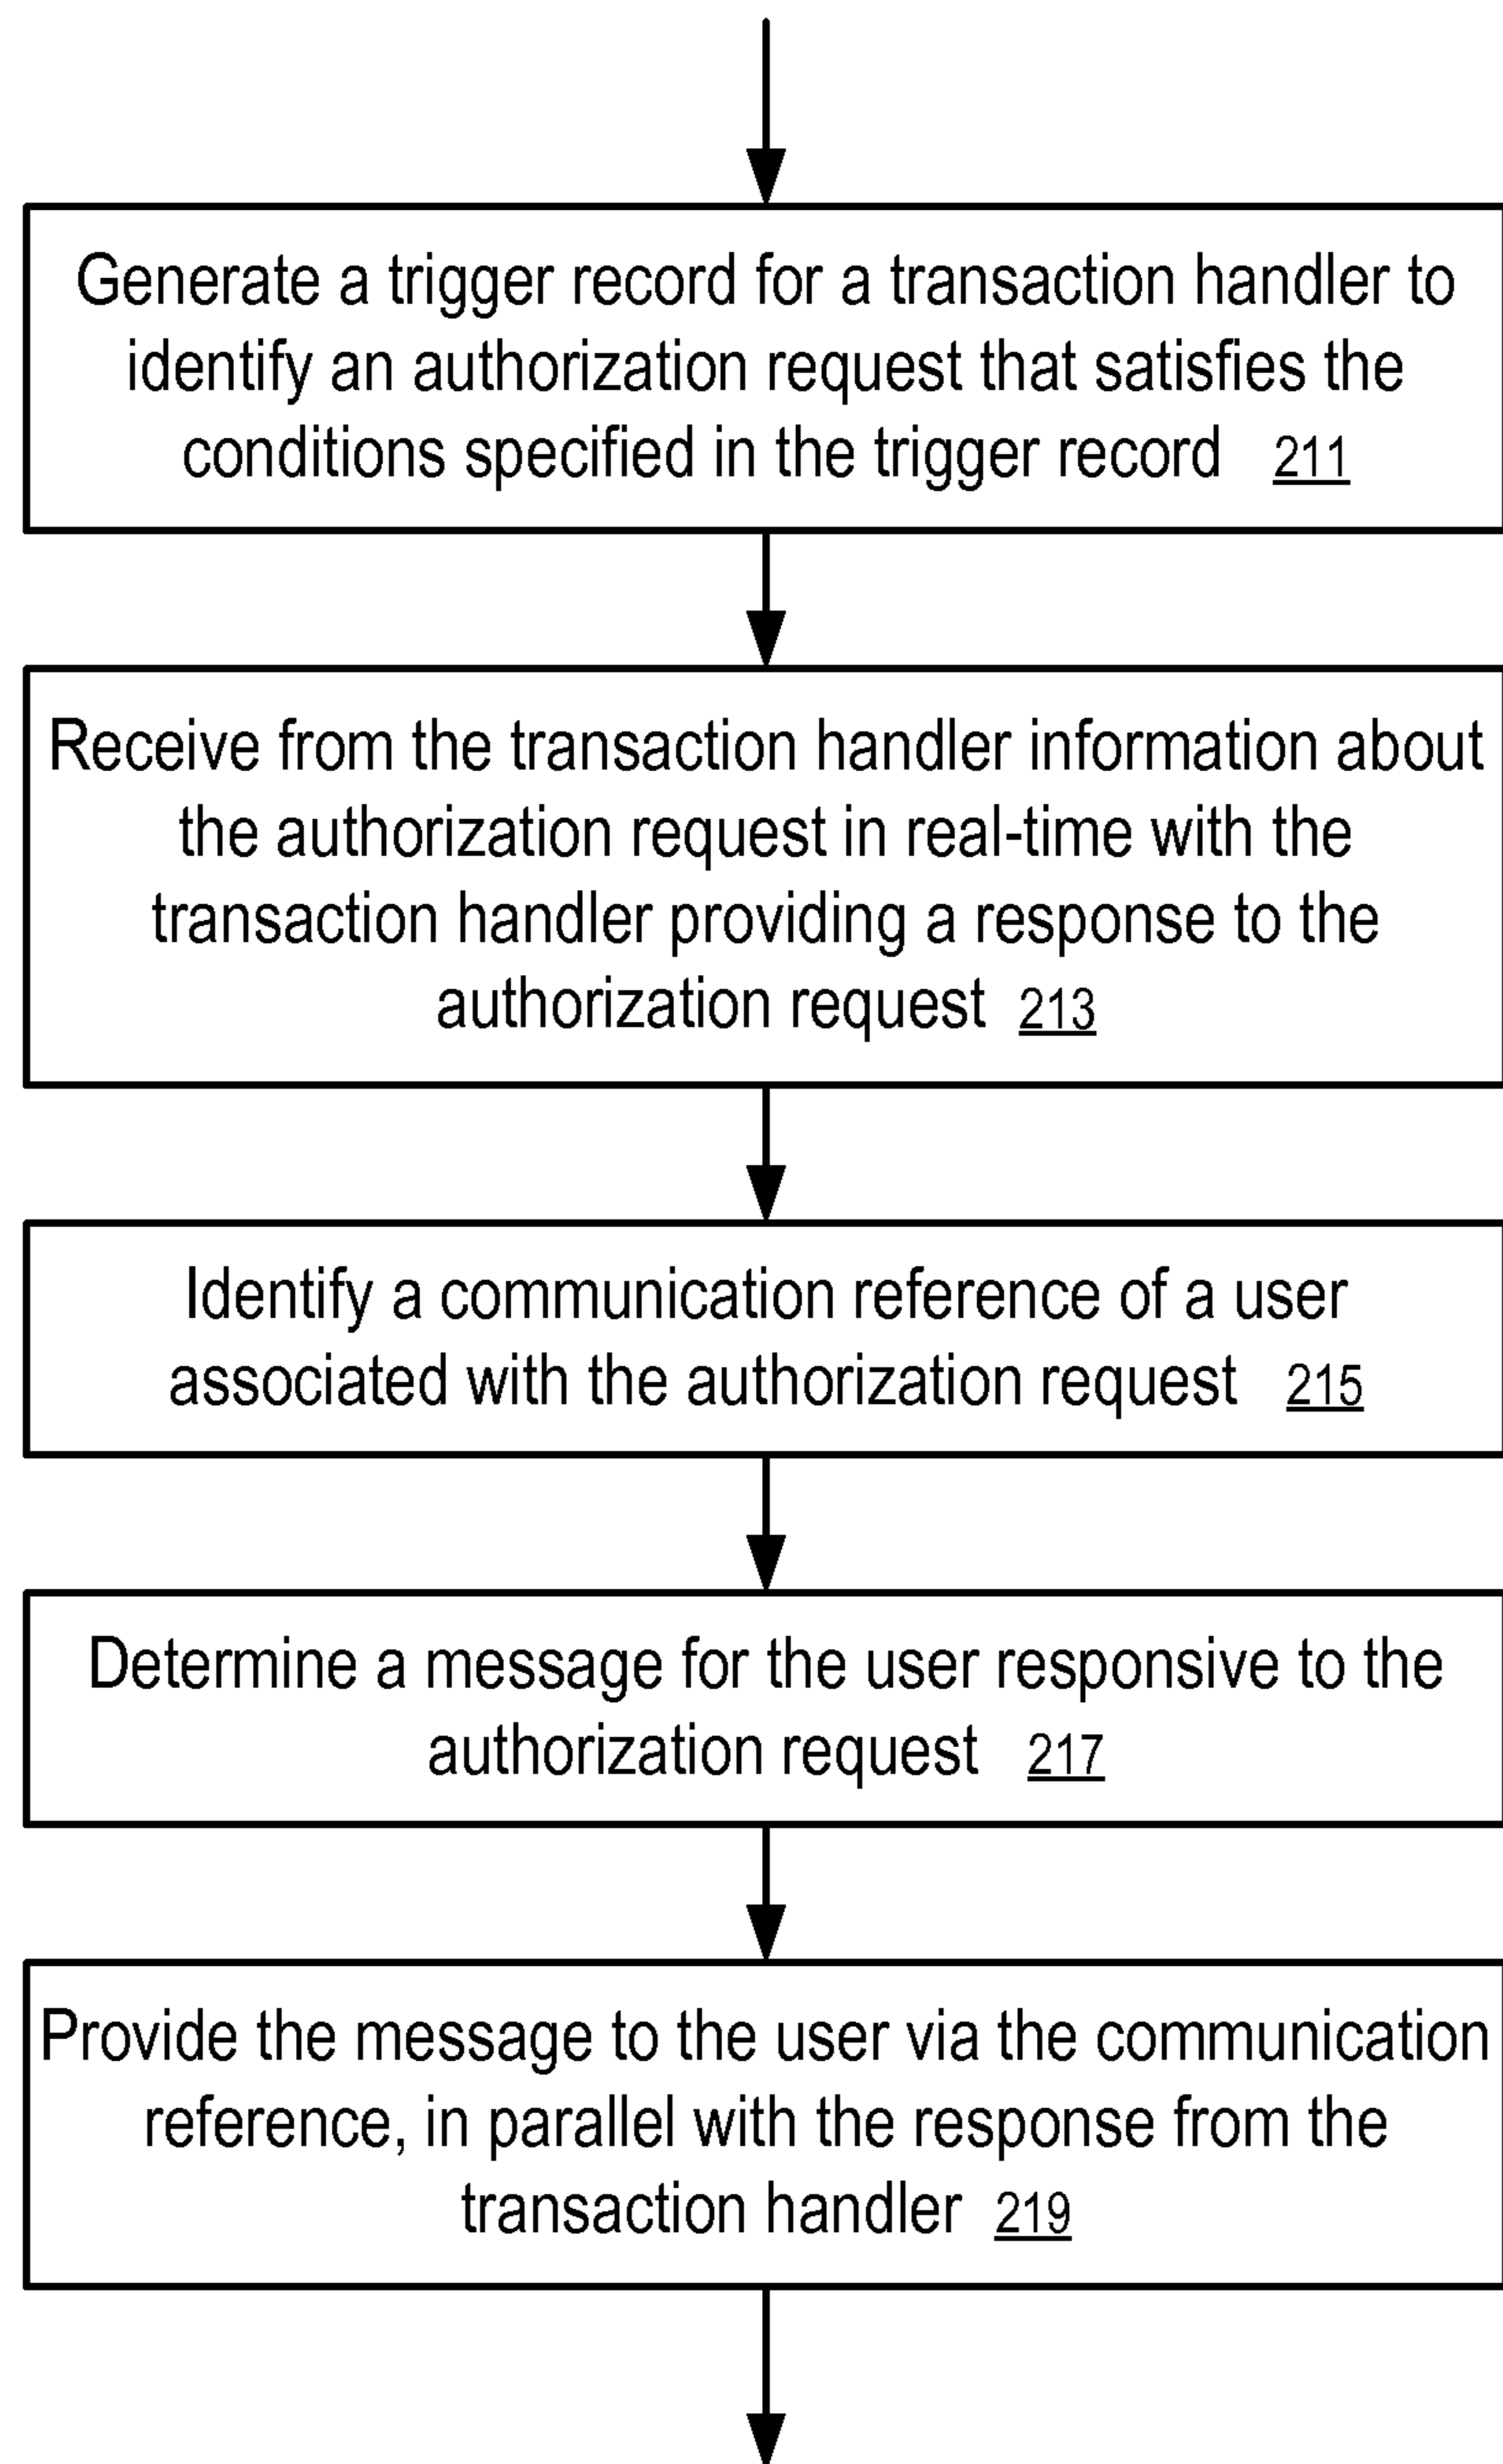 Generate a trigger record for a transaction handler to
identify an authorization request that satisfies the
conditions specified in the trigger record 211
Receive from the transaction handler information about
the authorization request in real-time with the
transaction handler providing a response to the
authorization request 213
Identify a communication reference of a user
associated with the authorization request 215
Determine a message for the user responsive to the
authorization request 217
Provide the message to the user via the communication
reference, in parallel with the response from the
transaction handler 219